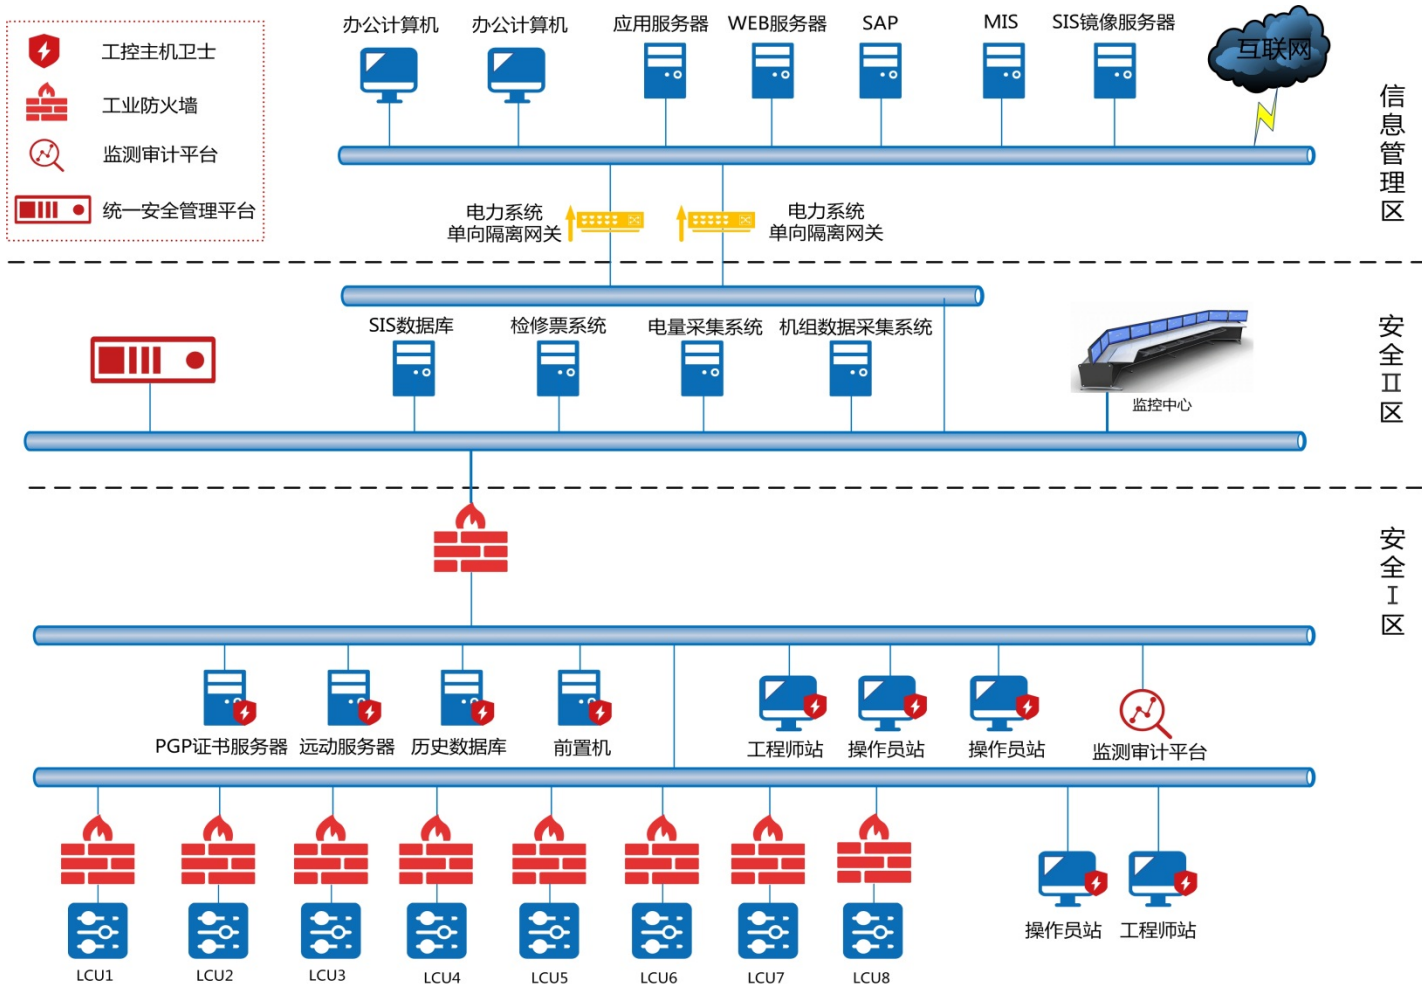 工控主机卫士
工业防火墙
监测审计平台
统一安全管理平台
办公计算机
办公计算机
应用服务器
WEB服务器
SAP
MIS
SIS镜像服务器
互联网
信息管理区
电力系统
单向隔离网关
电力系统
单向隔离网关
SIS数据库
检修票系统
电量采集系统
机组数据采集系统
监控中心
安全II区
安全I区
PGP证书服务器
远动服务器
历史数据库
前置机
工程师站
操作员站
操作员站
监测审计平台
LCU1
LCU2
LCU3
LCU4
LCU5
LCU6
LCU7
LCU8
操作员站
工程师站